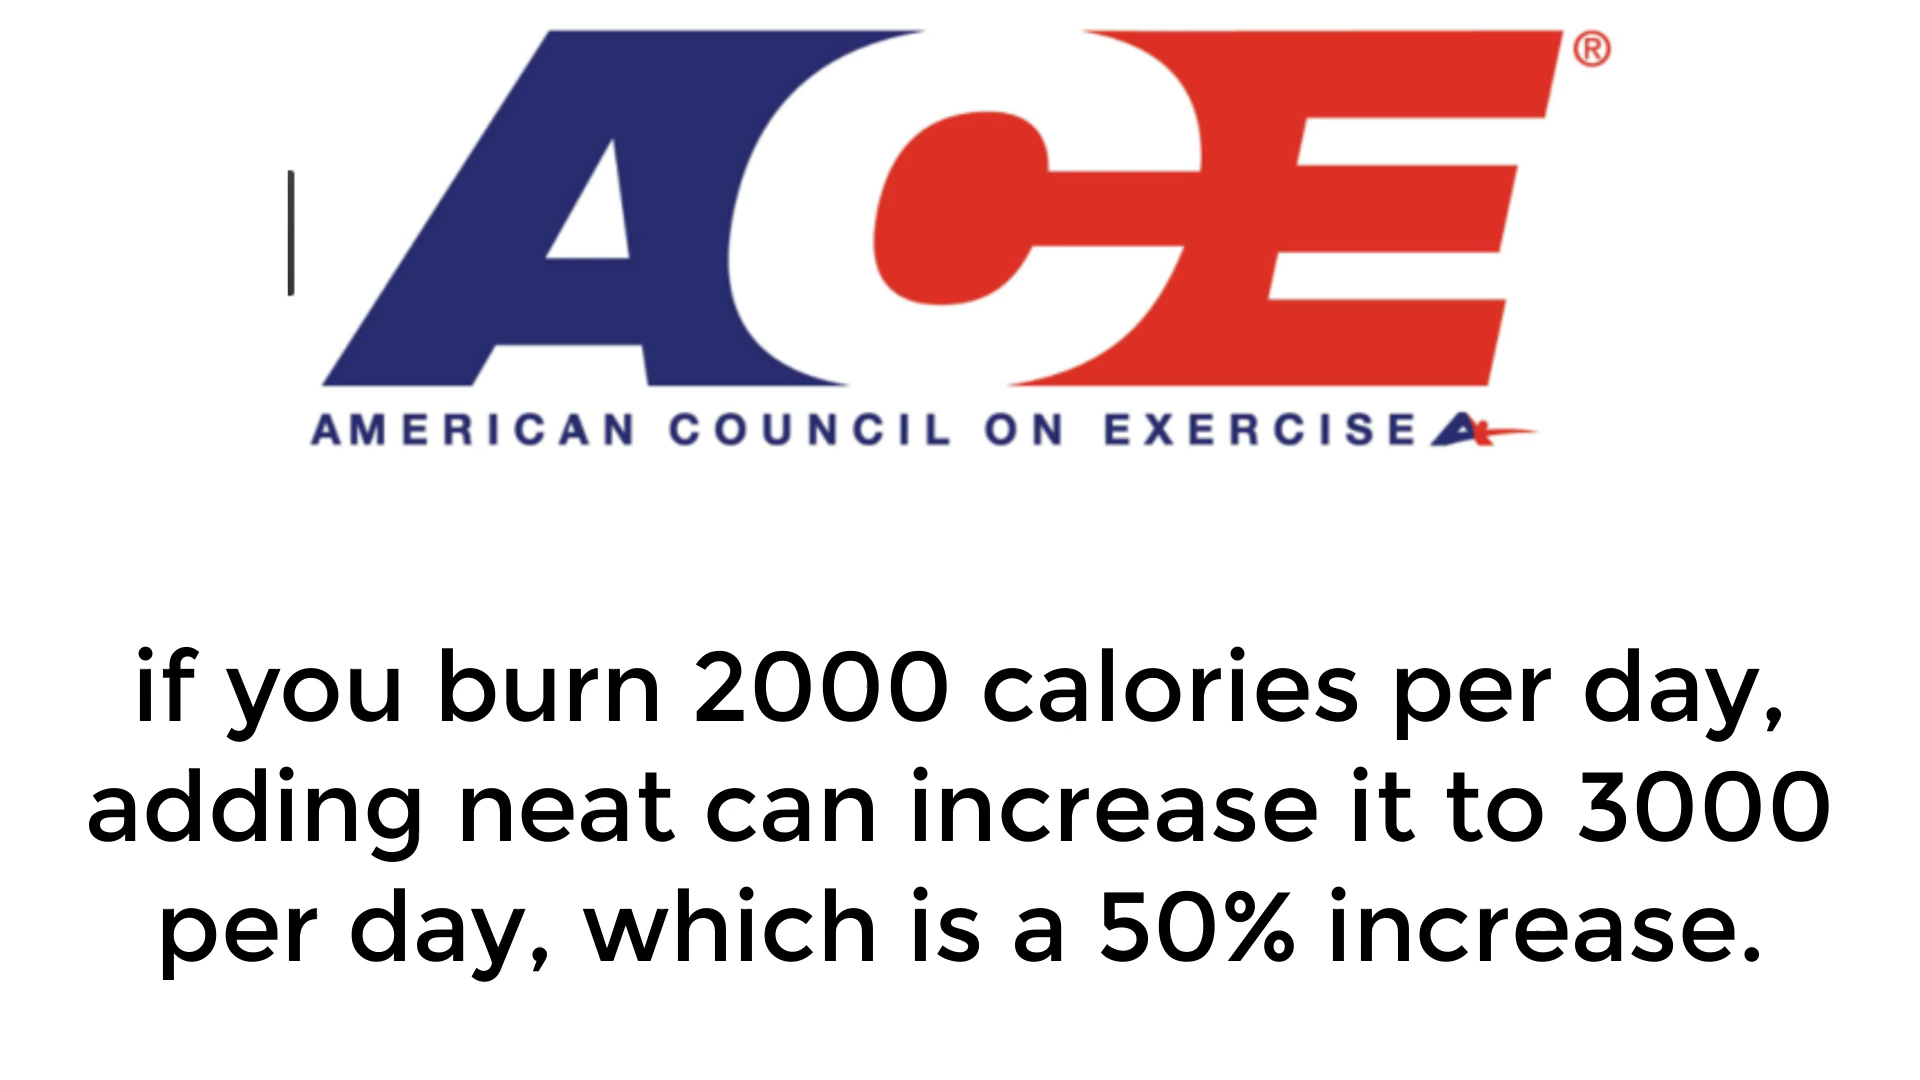 ACE®
AMERICAN COUNCIL ON EXERCISE
if you burn 2000 calories per day,
adding neat can increase it to 3000
per day, which is a 50% increase.